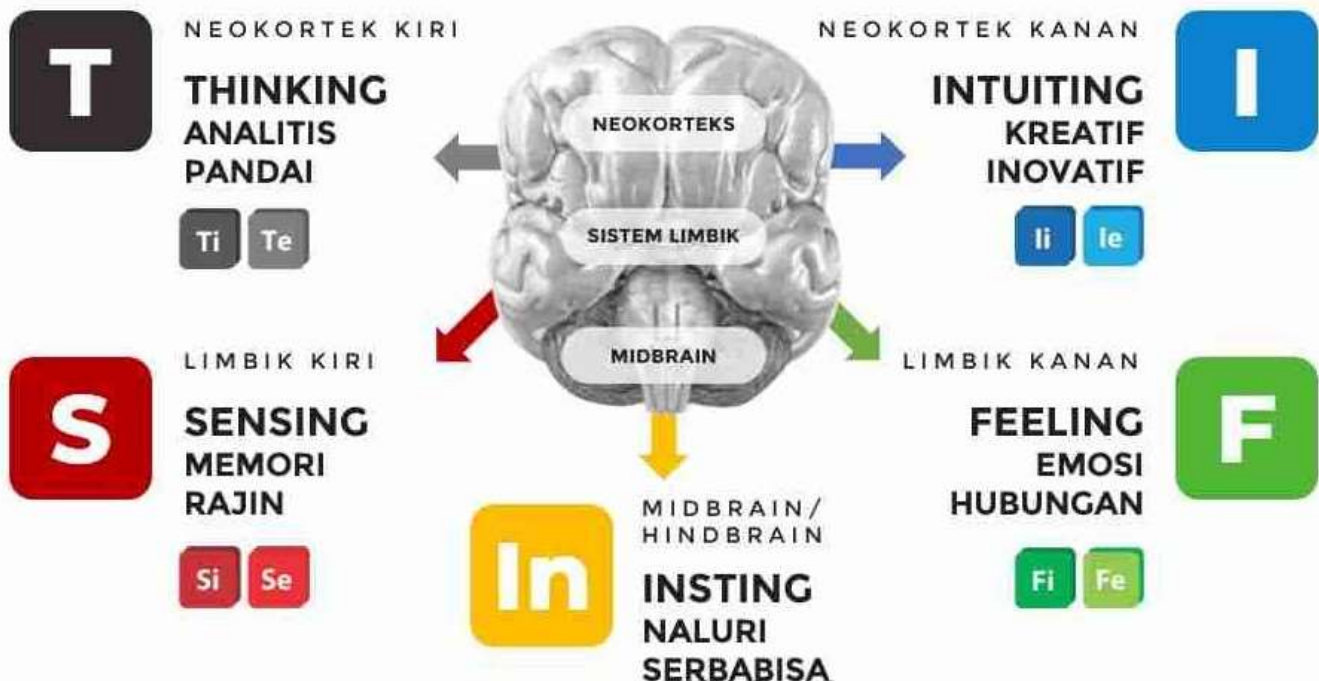 T
NEOKORTEK KIRI
THINKING
ANALITIS
PANDAI
Ti Te
NEOKORTEKS
SISTEM LIMBIK
MIDBRAIN
NEOKORTEK KANAN
INTUITING
KREATIF
INOVATIF
I
Ii Ie
S
LIMBIK KIRI
SENSING
MEMORI
RAJIN
Si Se
In
MIDBRAIN/
HINDBRAIN
INSTING
NALURI
SERBABISA
LIMBIK KANAN
FEELING
EMOSI
HUBUNGAN
F
Fi Fe